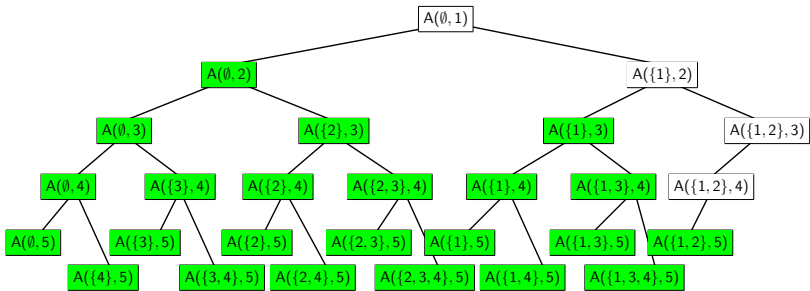 A(∅, 1)
A(∅, 2)
A({1}, 2)
A(∅, 3)
A({2}, 3)
A({1}, 3)
A({1, 2}, 3)
A(∅, 4)
A({3}, 4)
A({2}, 4)
A({2, 3}, 4)
A({1}, 4)
A({1, 3}, 4)
A({1, 2}, 4)
A(∅, 5)
A({3}, 5)
A({2}, 5)
A({2, 3}, 5)
A({1}, 5)
A({1, 3}, 5)
A({1, 2}, 5)
A({4}, 5)
A({3, 4}, 5)
A({2, 4}, 5)
A({2, 3, 4}, 5)
A({1, 4}, 5)
A({1, 3, 4}, 5)